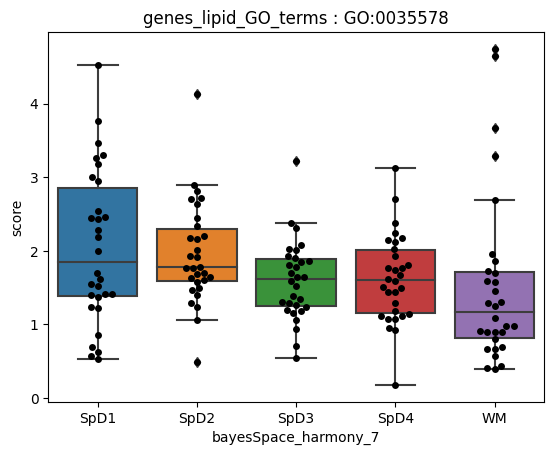 genes_lipid_GO_terms : GO:0035578
score
4
3
2
1
0
SpD1 SpD2 SpD3 SpD4 WM
bayesSpace_harmony_7